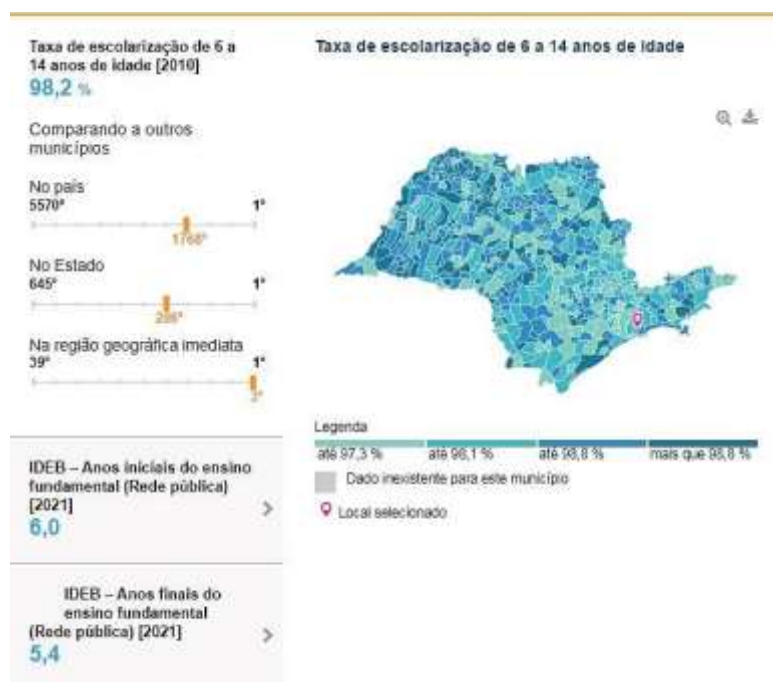 Taxa de escolarização de 6 a
14 anos de idade [2010]
98,2 %
Comparando a outros
municípios
No país
5570º
1º
1768º
No Estado
645º
1º
Na região geográfica imediata
39º
1º
IDEB – Anos iniciais do ensino
fundamental (Rede pública)
[2021]
6,0
IDEB – Anos finais do
ensino fundamental
(Rede pública) [2021]
5,4
Taxa de escolarização de 6 a 14 anos de idade
Legenda
até 97,3 %
até 98,1 %
até 98,8 %
mais que 98,8 %
Dado inexistente para este município
Local selecionado